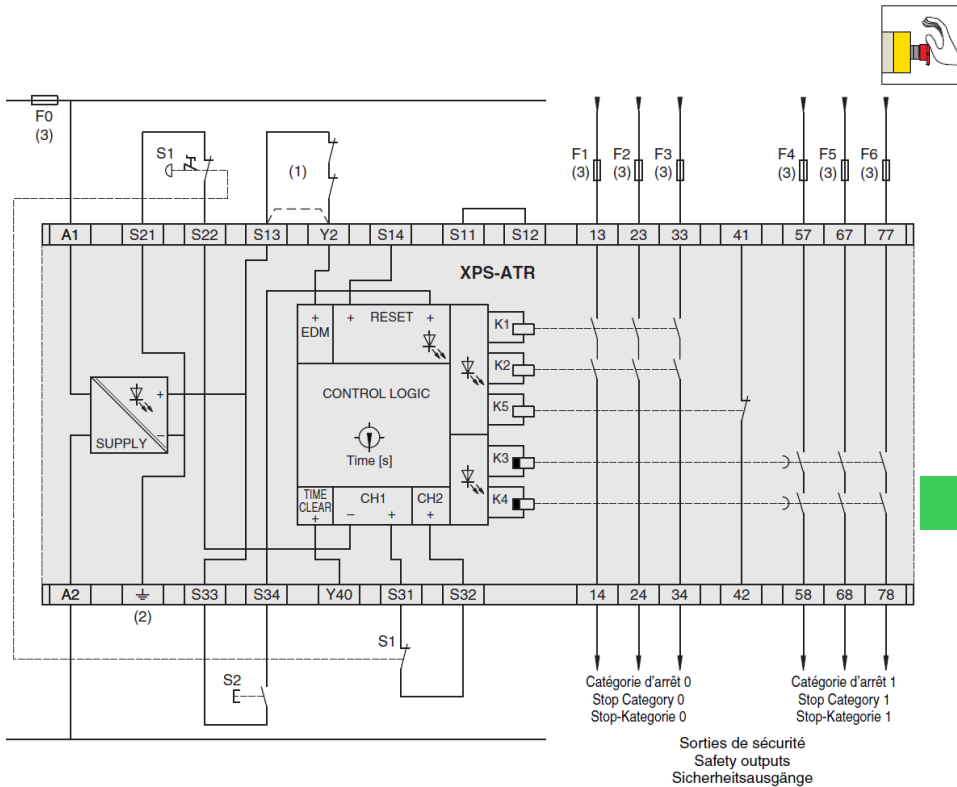 F0
(3)
S1
(1)
F1
(3)
F2
(3)
F3
(3)
F4
(3)
F5
(3)
F6
(3)
A1 S21 S22 S13 Y2 S14 S11 S12 13 23 33 41 57 67 77
XPS-ATR
+ + RESET +
EDM
K1
K2
CONTROL LOGIC
K5
+
–
SUPPLY
Time [s]
K3
K4
TIME
CLEAR
+
CH1
– +
CH2
+
A2 S33 S34 Y40 S31 S32 14 24 34 42 58 68 78
(2)
S1
S2
Catégorie d'arrêt 0
Stop Category 0
Stop-Kategorie 0
Catégorie d'arrêt 1
Stop Category 1
Stop-Kategorie 1
Sorties de sécurité
Safety outputs
Sicherheitsausgänge